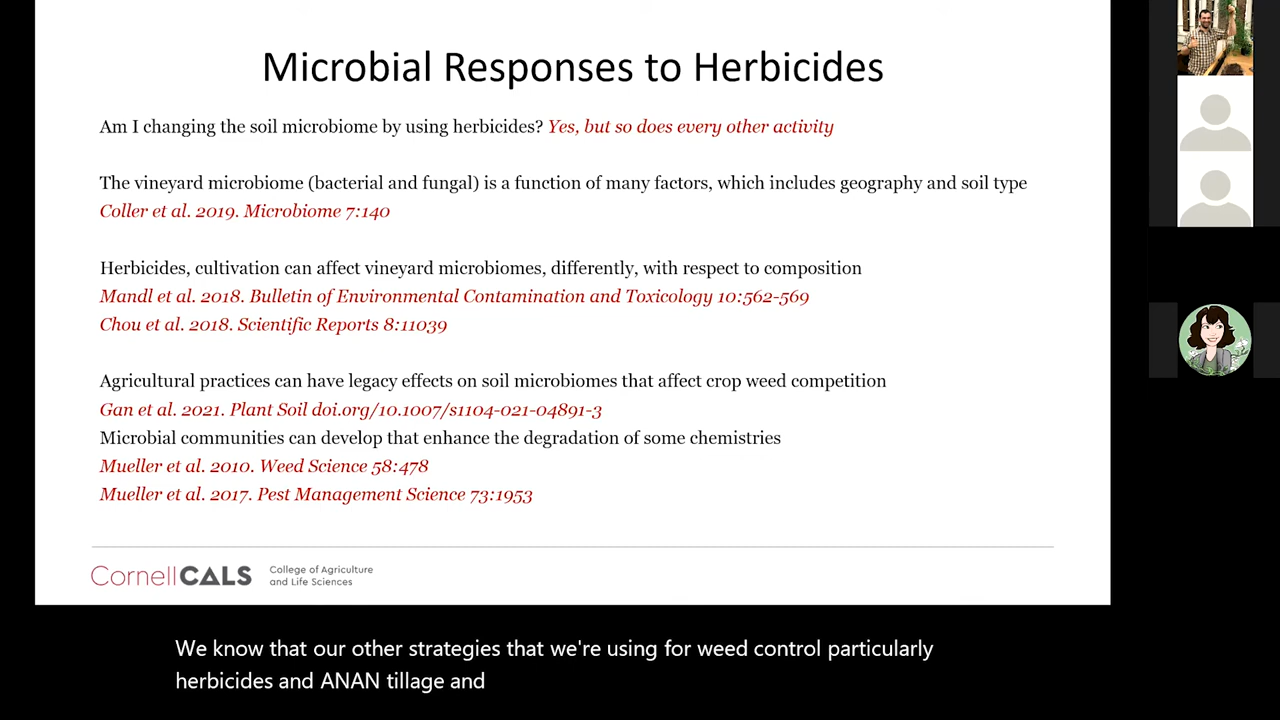 Microbial Responses to Herbicides
Am I changing the soil microbiome by using herbicides? Yes, but so does every other activity
The vineyard microbiome (bacterial and fungal) is a function of many factors, which includes geography and soil type
Coller et al. 2019. Microbiome 7:140
Herbicides, cultivation can affect vineyard microbiomes, differently, with respect to composition
Mandl et al. 2018. Bulletin of Environmental Contamination and Toxicology 10:562-569
Chou et al. 2018. Scientific Reports 8:11039
Agricultural practices can have legacy effects on soil microbiomes that affect crop weed competition
Gan et al. 2021. Plant Soil doi.org/10.1007/s1104-021-04891-3
Microbial communities can develop that enhance the degradation of some chemistries
Mueller et al. 2010. Weed Science 58:478
Mueller et al. 2017. Pest Management Science 73:1953
CornellCALS
College of Agriculture
and Life Sciences
We know that our other strategies that we're using for weed control particularly
herbicides and ANAN tillage and